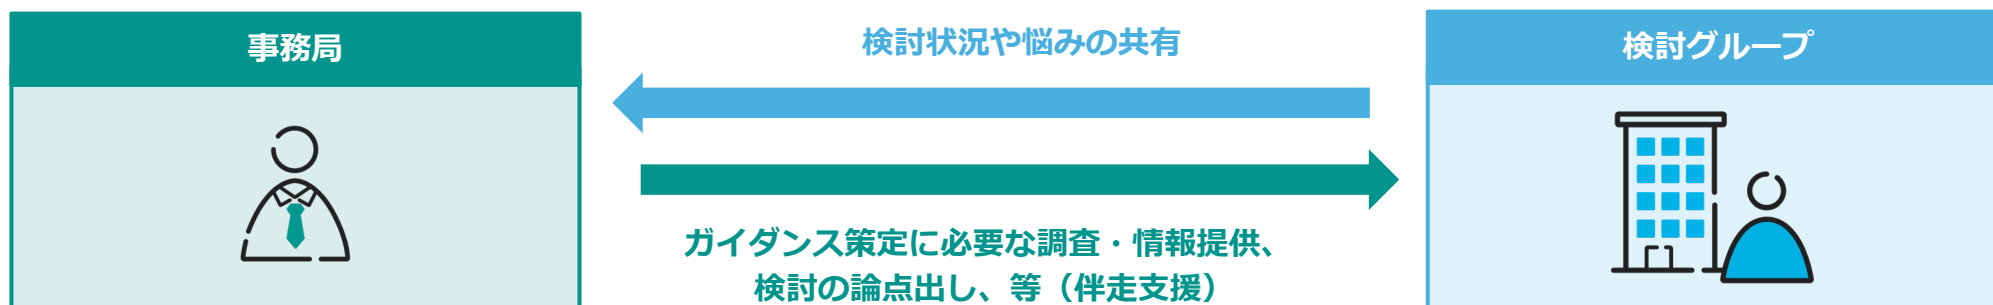 事務局
検討状況や悩みの共有
検討グループ
ガイダンス策定に必要な調査・情報提供、
検討の論点出し、等（伴走支援）